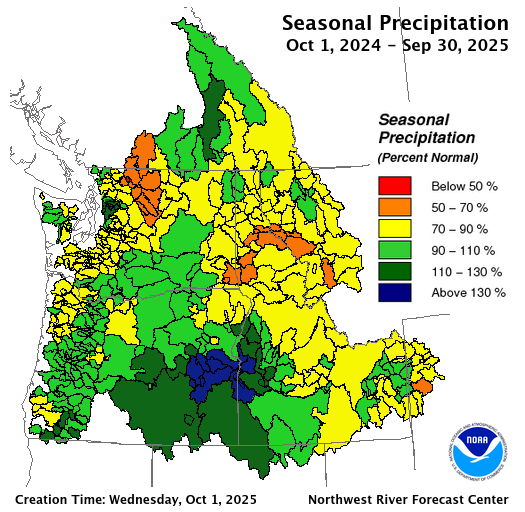 Seasonal Precipitation
Oct 1, 2024 – Sep 30, 2025
Seasonal
Precipitation
(Percent Normal)
Below 50 %
50 – 70 %
70 – 90 %
90 – 110 %
110 – 130 %
Above 130 %
NOAA
Creation Time: Wednesday, Oct 1, 2025
Northwest River Forecast Center